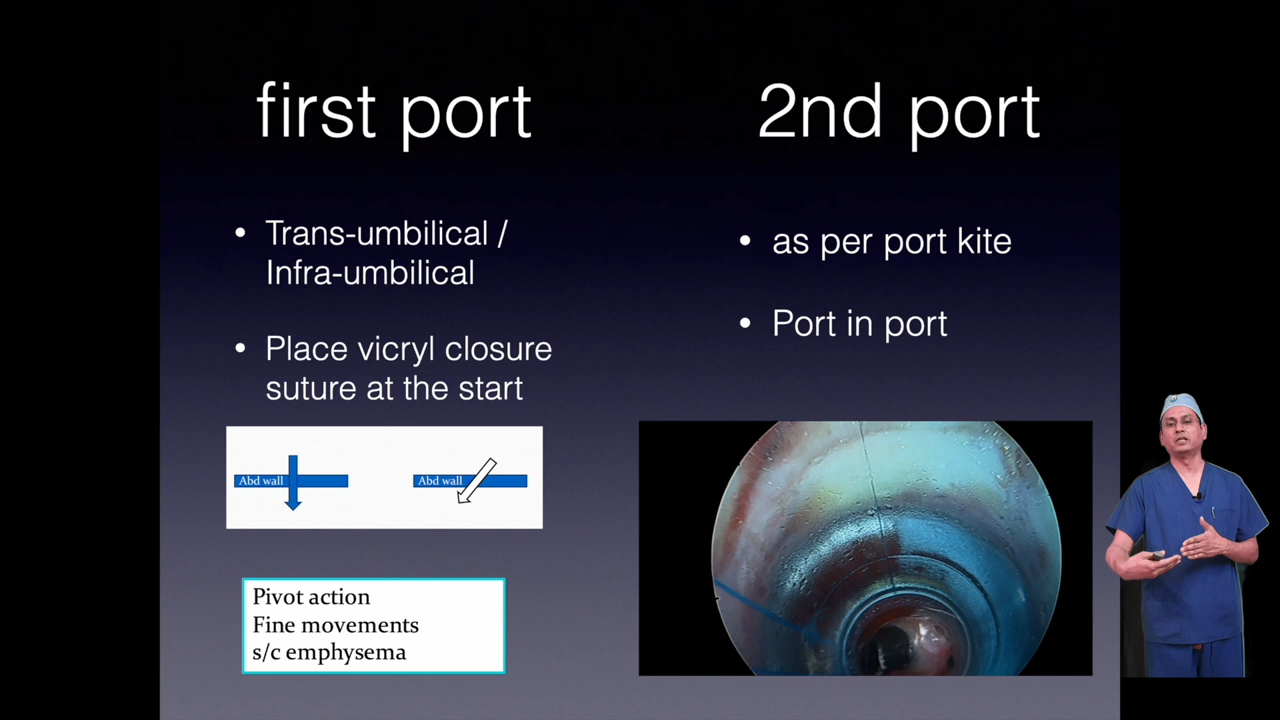 first port
• Trans-umbilical /
Infra-umbilical
• Place vicryl closure
suture at the start
Abd wall
Abd wall
Pivot action
Fine movements
s/c emphysema
2nd port
• as per port kite
• Port in port